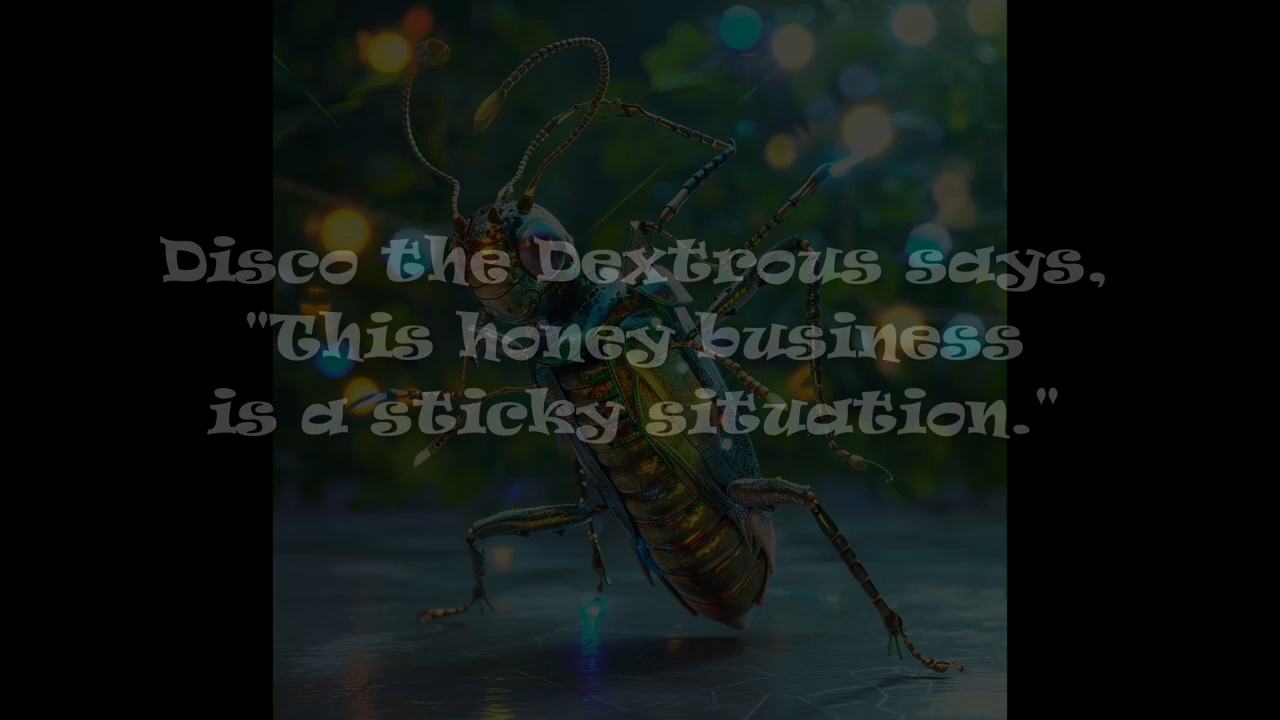 Disco the Dextrous says,
"This honey business
is a sticky situation."